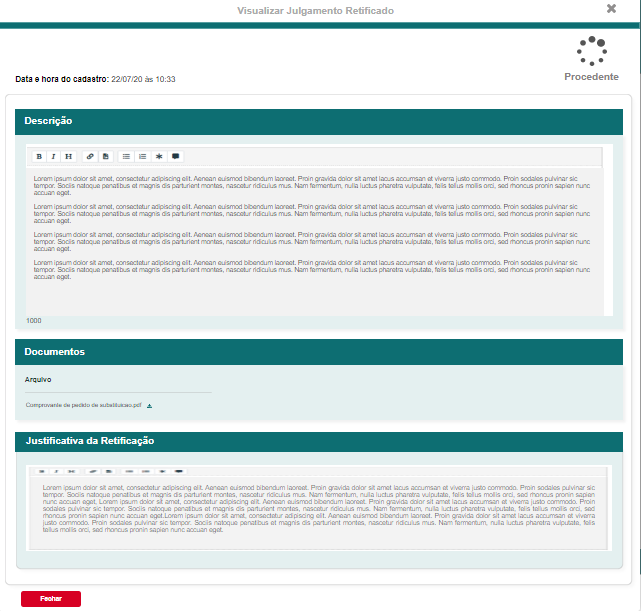 Visualizar Julgamento Retificado
Data e hora do cadastro: 22/07/20 às 10:33
Procedente
Descrição
B I H
Lorem ipsum dolor sit amet, consectetur adipiscing elit. Aenean euismod bibendum laoreet. Proin gravida dolor sit amet lacus accumsan et viverra justo commodo. Proin sodales pulvinar sic
tempor. Sociis natoque penatibus et magnis dis parturient montes, nascetur ridiculus mus. Nam fermentum, nulla luctus pharetra vulputate, felis tellus mollis orci, sed rhoncus pronin sapien nunc
accuan eget.
Lorem ipsum dolor sit amet, consectetur adipiscing elit. Aenean euismod bibendum laoreet. Proin gravida dolor sit amet lacus accumsan et viverra justo commodo. Proin sodales pulvinar sic
tempor. Sociis natoque penatibus et magnis dis parturient montes, nascetur ridiculus mus. Nam fermentum, nulla luctus pharetra vulputate, felis tellus mollis orci, sed rhoncus pronin sapien nunc
accuan eget.
Lorem ipsum dolor sit amet, consectetur adipiscing elit. Aenean euismod bibendum laoreet. Proin gravida dolor sit amet lacus accumsan et viverra justo commodo. Proin sodales pulvinar sic
tempor. Sociis natoque penatibus et magnis dis parturient montes, nascetur ridiculus mus. Nam fermentum, nulla luctus pharetra vulputate, felis tellus mollis orci, sed rhoncus pronin sapien nunc
accuan eget.
Lorem ipsum dolor sit amet, consectetur adipiscing elit. Aenean euismod bibendum laoreet. Proin gravida dolor sit amet lacus accumsan et viverra justo commodo. Proin sodales pulvinar sic
tempor. Sociis natoque penatibus et magnis dis parturient montes, nascetur ridiculus mus. Nam fermentum, nulla luctus pharetra vulputate, felis tellus mollis orci, sed rhoncus pronin sapien nunc
accuan eget.
1000
Documentos
Arquivo
Comprovante de pedido de substituicao.pdf
Justificativa da Retificação
Lorem ipsum dolor sit amet, consectetur adipiscing elit. Aenean euismod bibendum laoreet. Proin gravida dolor sit amet lacus accumsan et viverra justo commodo. Proin sodales pulvinar sic
tempor. Sociis natoque penatibus et magnis dis parturient montes, nascetur ridiculus mus. Nam fermentum, nulla luctus pharetra vulputate, felis tellus mollis orci, sed rhoncus pronin sapien
nunc accuan eget. Lorem ipsum dolor sit amet, consectetur adipiscing elit. Aenean euismod bibendum laoreet. Proin gravida dolor sit amet lacus accumsan et viverra justo commodo. Proin
sodales pulvinar sic tempor. Sociis natoque penatibus et magnis dis parturient montes, nascetur ridiculus mus. Nam fermentum, nulla luctus pharetra vulputate, felis tellus mollis orci, sed
rhoncus pronin sapien nunc accuan eget.Lorem ipsum dolor sit amet, consectetur adipiscing elit. Aenean euismod bibendum laoreet. Proin gravida dolor sit amet lacus accumsan et viverra
justo commodo. Proin sodales pulvinar sic tempor. Sociis natoque penatibus et magnis dis parturient montes, nascetur ridiculus mus. Nam fermentum, nulla luctus pharetra vulputate, felis
tellus mollis orci, sed rhoncus pronin sapien nunc accuan eget.
Fechar